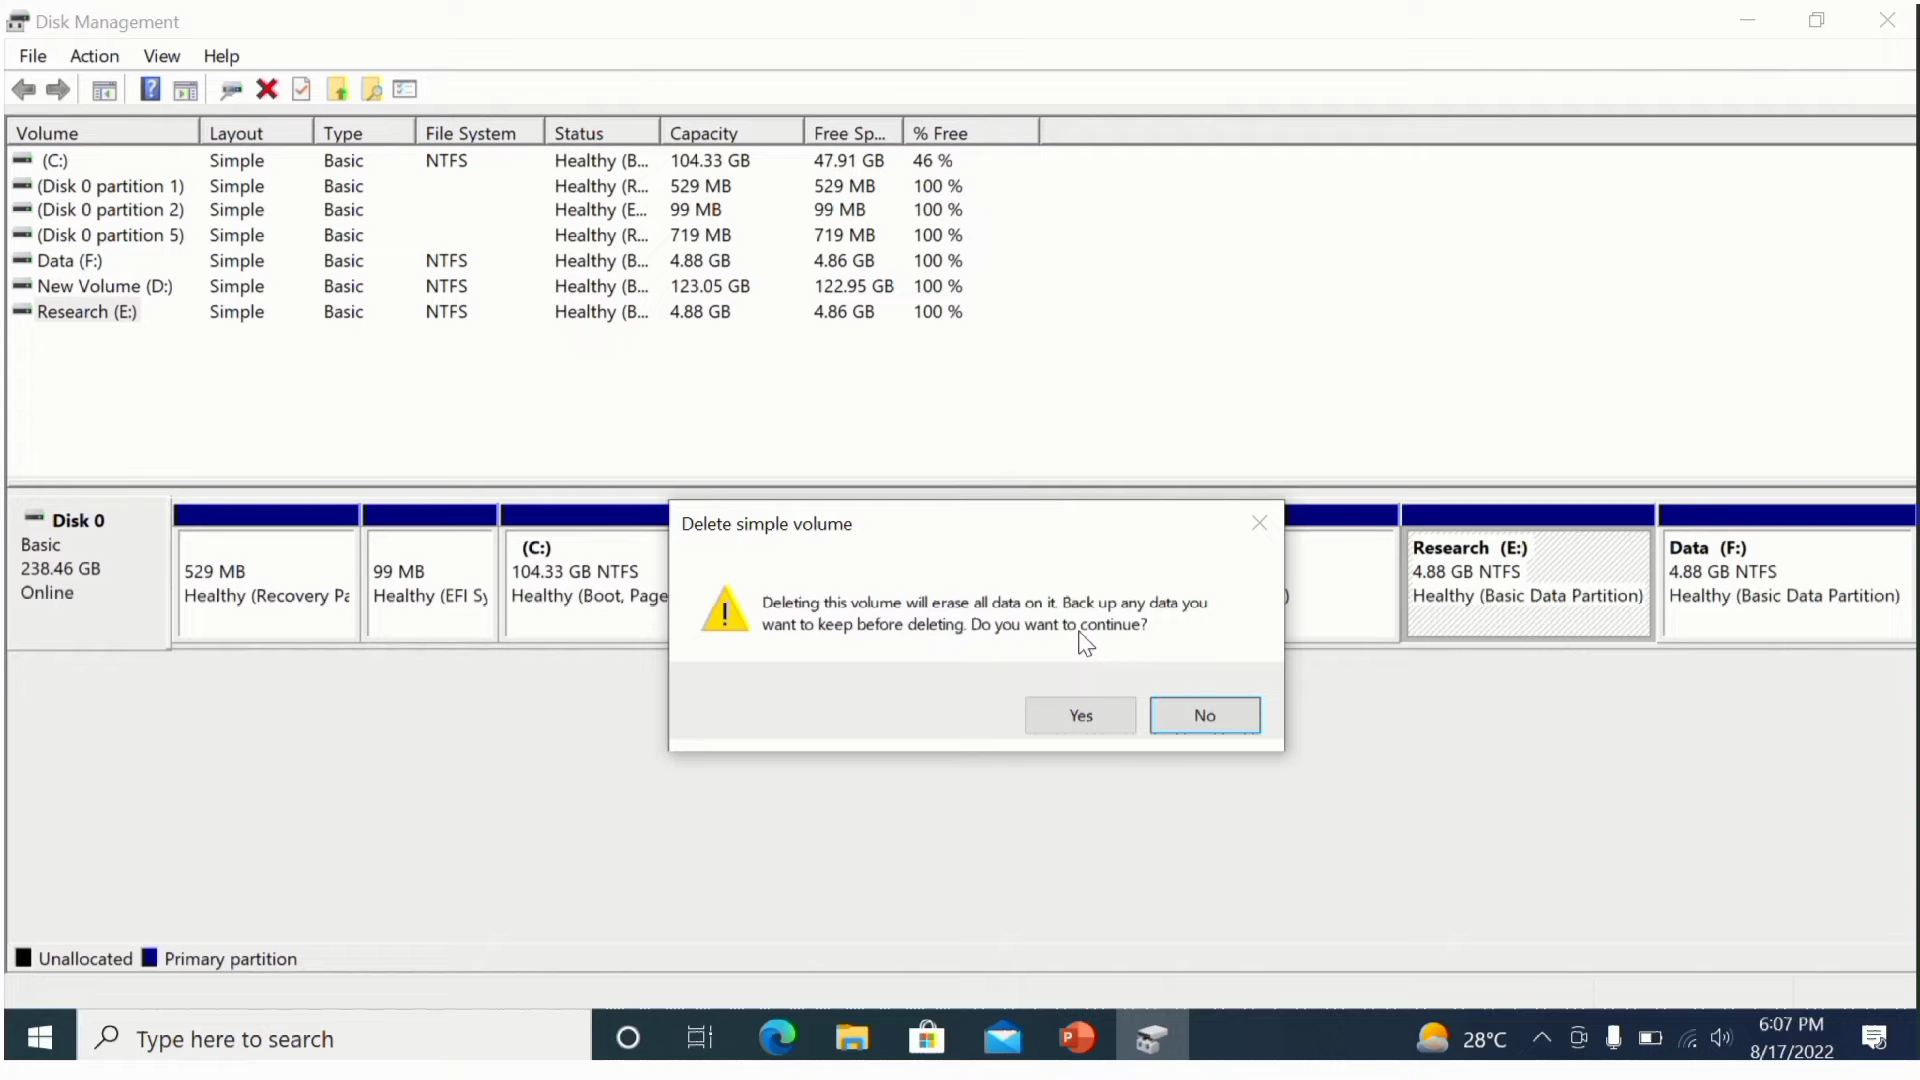 Disk Management
File Action View Help
Volume Layout Type File System Status Capacity Free Sp... % Free
(C:) Simple Basic NTFS Healthy (B... 104.33 GB 47.91 GB 46 %
(Disk 0 partition 1) Simple Basic Healthy (R... 529 MB 529 MB 100 %
(Disk 0 partition 2) Simple Basic Healthy (E... 99 MB 99 MB 100 %
(Disk 0 partition 5) Simple Basic Healthy (R... 719 MB 719 MB 100 %
Data (F:) Simple Basic NTFS Healthy (B... 4.88 GB 4.86 GB 100 %
New Volume (D:) Simple Basic NTFS Healthy (B... 123.05 GB 122.95 GB 100 %
Research (E:) Simple Basic NTFS Healthy (B... 4.88 GB 4.86 GB 100 %
Disk 0
Basic
238.46 GB
Online
529 MB
Healthy (Recovery Pa
99 MB
Healthy (EFI Sy
(C:)
104.33 GB NTFS
Healthy (Boot, Page
Delete simple volume
Deleting this volume will erase all data on it. Back up any data you
want to keep before deleting. Do you want to continue?
Yes No
)
Research (E:)
4.88 GB NTFS
Healthy (Basic Data Partition)
Data (F:)
4.88 GB NTFS
Healthy (Basic Data Partition)
Unallocated Primary partition
Type here to search
28°C
6:07 PM
8/17/2022